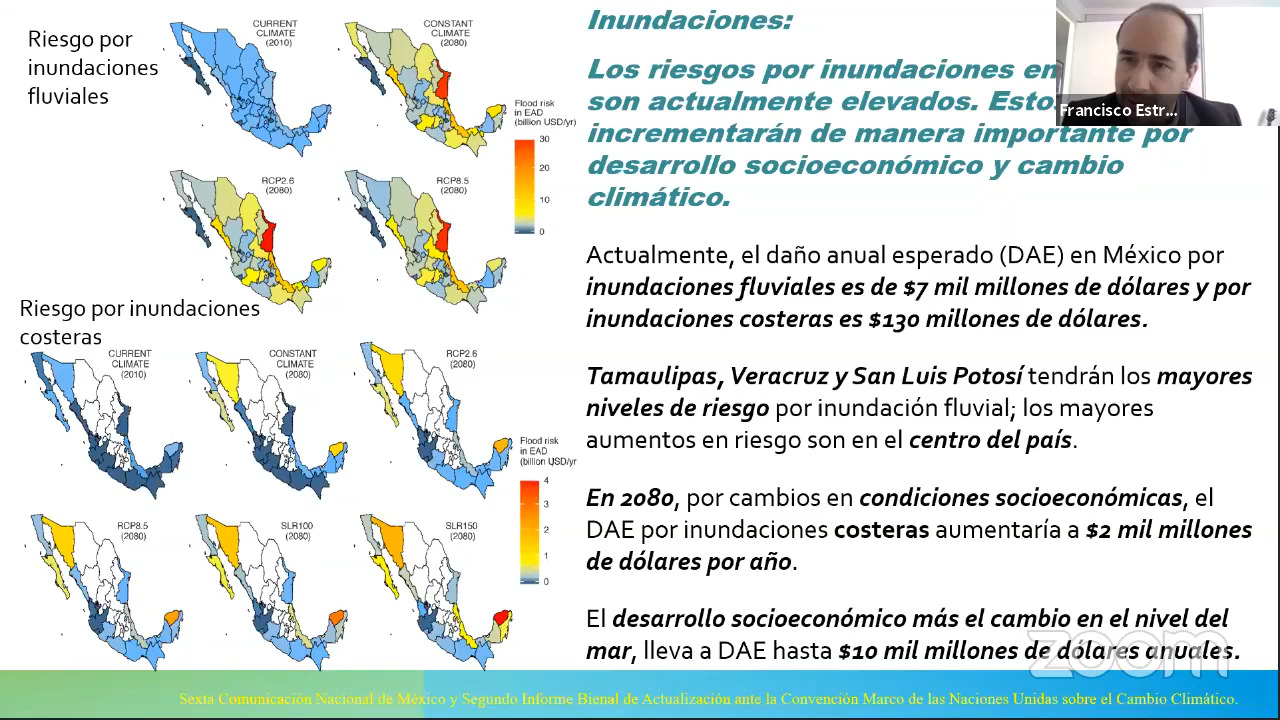 Riesgo por
inundaciones
fluviales
CURRENT
CLIMATE
(2010)
CONSTANT
CLIMATE
(2080)
Flood risk
in EAD
(billion USD/yr)
30
20
10
0
RCP2.6
(2080)
RCP8.5
(2080)
Riesgo por inundaciones
costeras
CURRENT
CLIMATE
(2010)
CONSTANT
CLIMATE
(2080)
RCP2.6
(2080)
Flood risk
in EAD
(billion USD/yr
4
3
2
1
0
RCP8.5
(2080)
SLR100
(2080)
SLR150
(2080)
Inundaciones:
Los riesgos por inundaciones en
son actualmente elevados.
incrementarán de manera importante por
desarrollo socioeconómico y cambio
climático.
Francisco Estr...
Actualmente, el daño anual esperado (DAE) en México por
inundaciones fluviales es de $7 mil millones de dólares y por
inundaciones costeras es $130 millones de dólares.
Tamaulipas, Veracruz y San Luis Potosí tendrán los mayores
niveles de riesgo por inundación fluvial; los mayores
aumentos en riesgo son en el centro del país.
En 2080, por cambios en condiciones socioeconómicas, el
DAE por inundaciones costeras aumentaría a $2 mil millones
de dólares por año.
El desarrollo socioeconómico más el cambio en el nivel del
mar, lleva a DAE hasta $10 mil millones de dólares anuales.
zoom
Sexta Comunicación Nacional de México y Segundo Informe Bienal de Actualización ante la Convención Marco de las Naciones Unidas sobre el Cambio Climático.